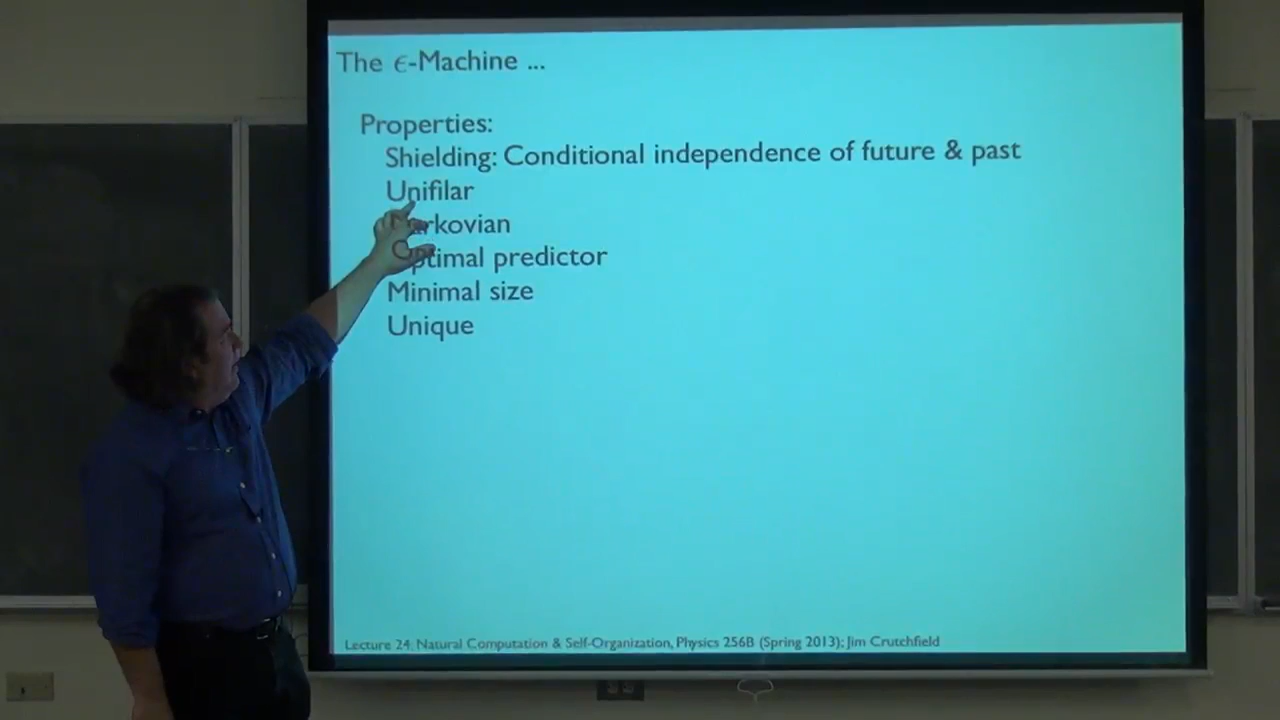 The ϵ-Machine ...
Properties:
Shielding: Conditional independence of future & past
Unifilar
Markovian
Optimal predictor
Minimal size
Unique
Lecture 24: Natural Computation & Self-Organization, Physics 256B (Spring 2013); Jim Crutchfield